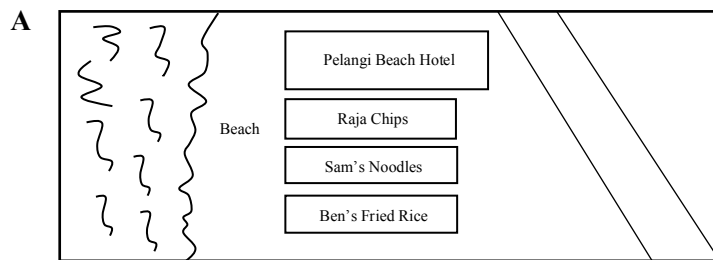 A
Pelangi Beach Hotel
Raja Chips
Beach
Sam's Noodles
Ben's Fried Rice